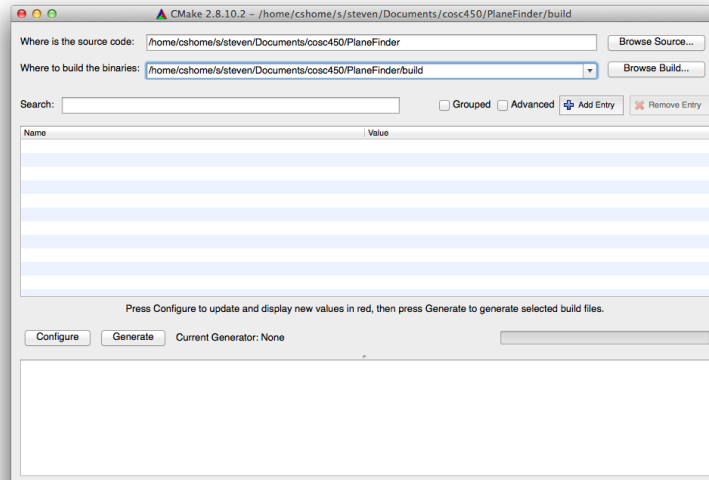 CMake 2.8.10.2 - /home/cshome/s/steven/Documents/cosc450/PlaneFinder/build
Where is the source code: /home/cshome/s/steven/Documents/cosc450/PlaneFinder Browse Source...
Where to build the binaries: /home/cshome/s/steven/Documents/cosc450/PlaneFinder/build Browse Build...
Search: Grouped Advanced Add Entry Remove Entry
Name Value
Press Configure to update and display new values in red, then press Generate to generate selected build files.
Configure Generate Current Generator: None